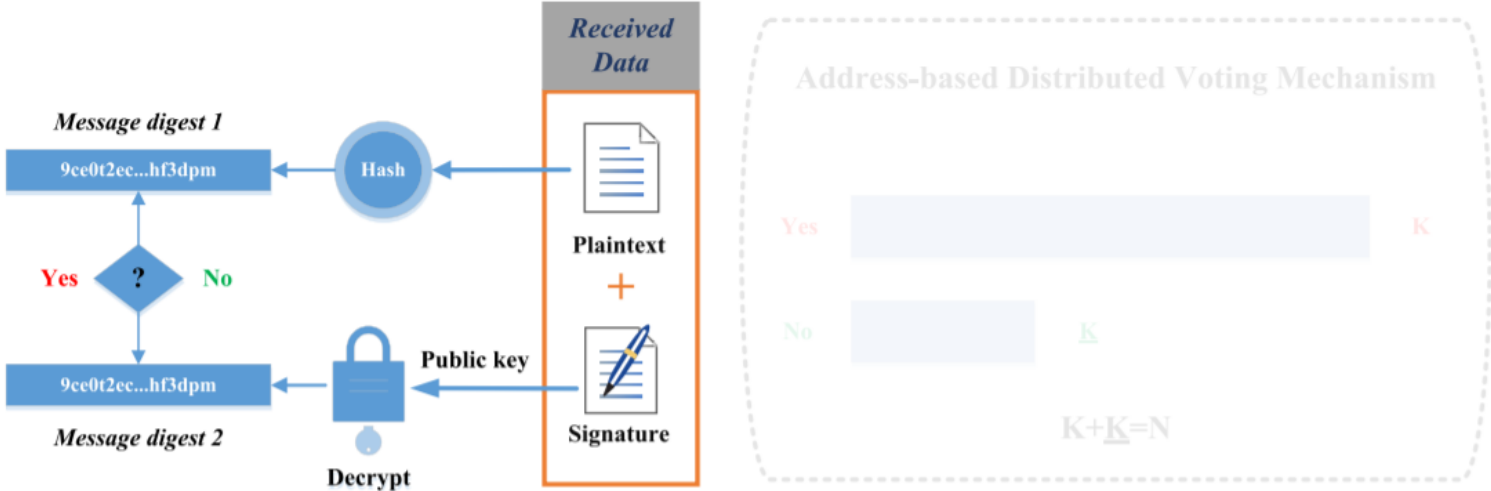 Received
Data
Message digest 1
9ce0t2ec...hf3dpm
Hash
Plaintext
+
Yes
?
No
Public key
9ce0t2ec...hf3dpm
Message digest 2
Signature
Decrypt
Address-based Distributed Voting Mechanism
Yes
K
No
K
K+K=N